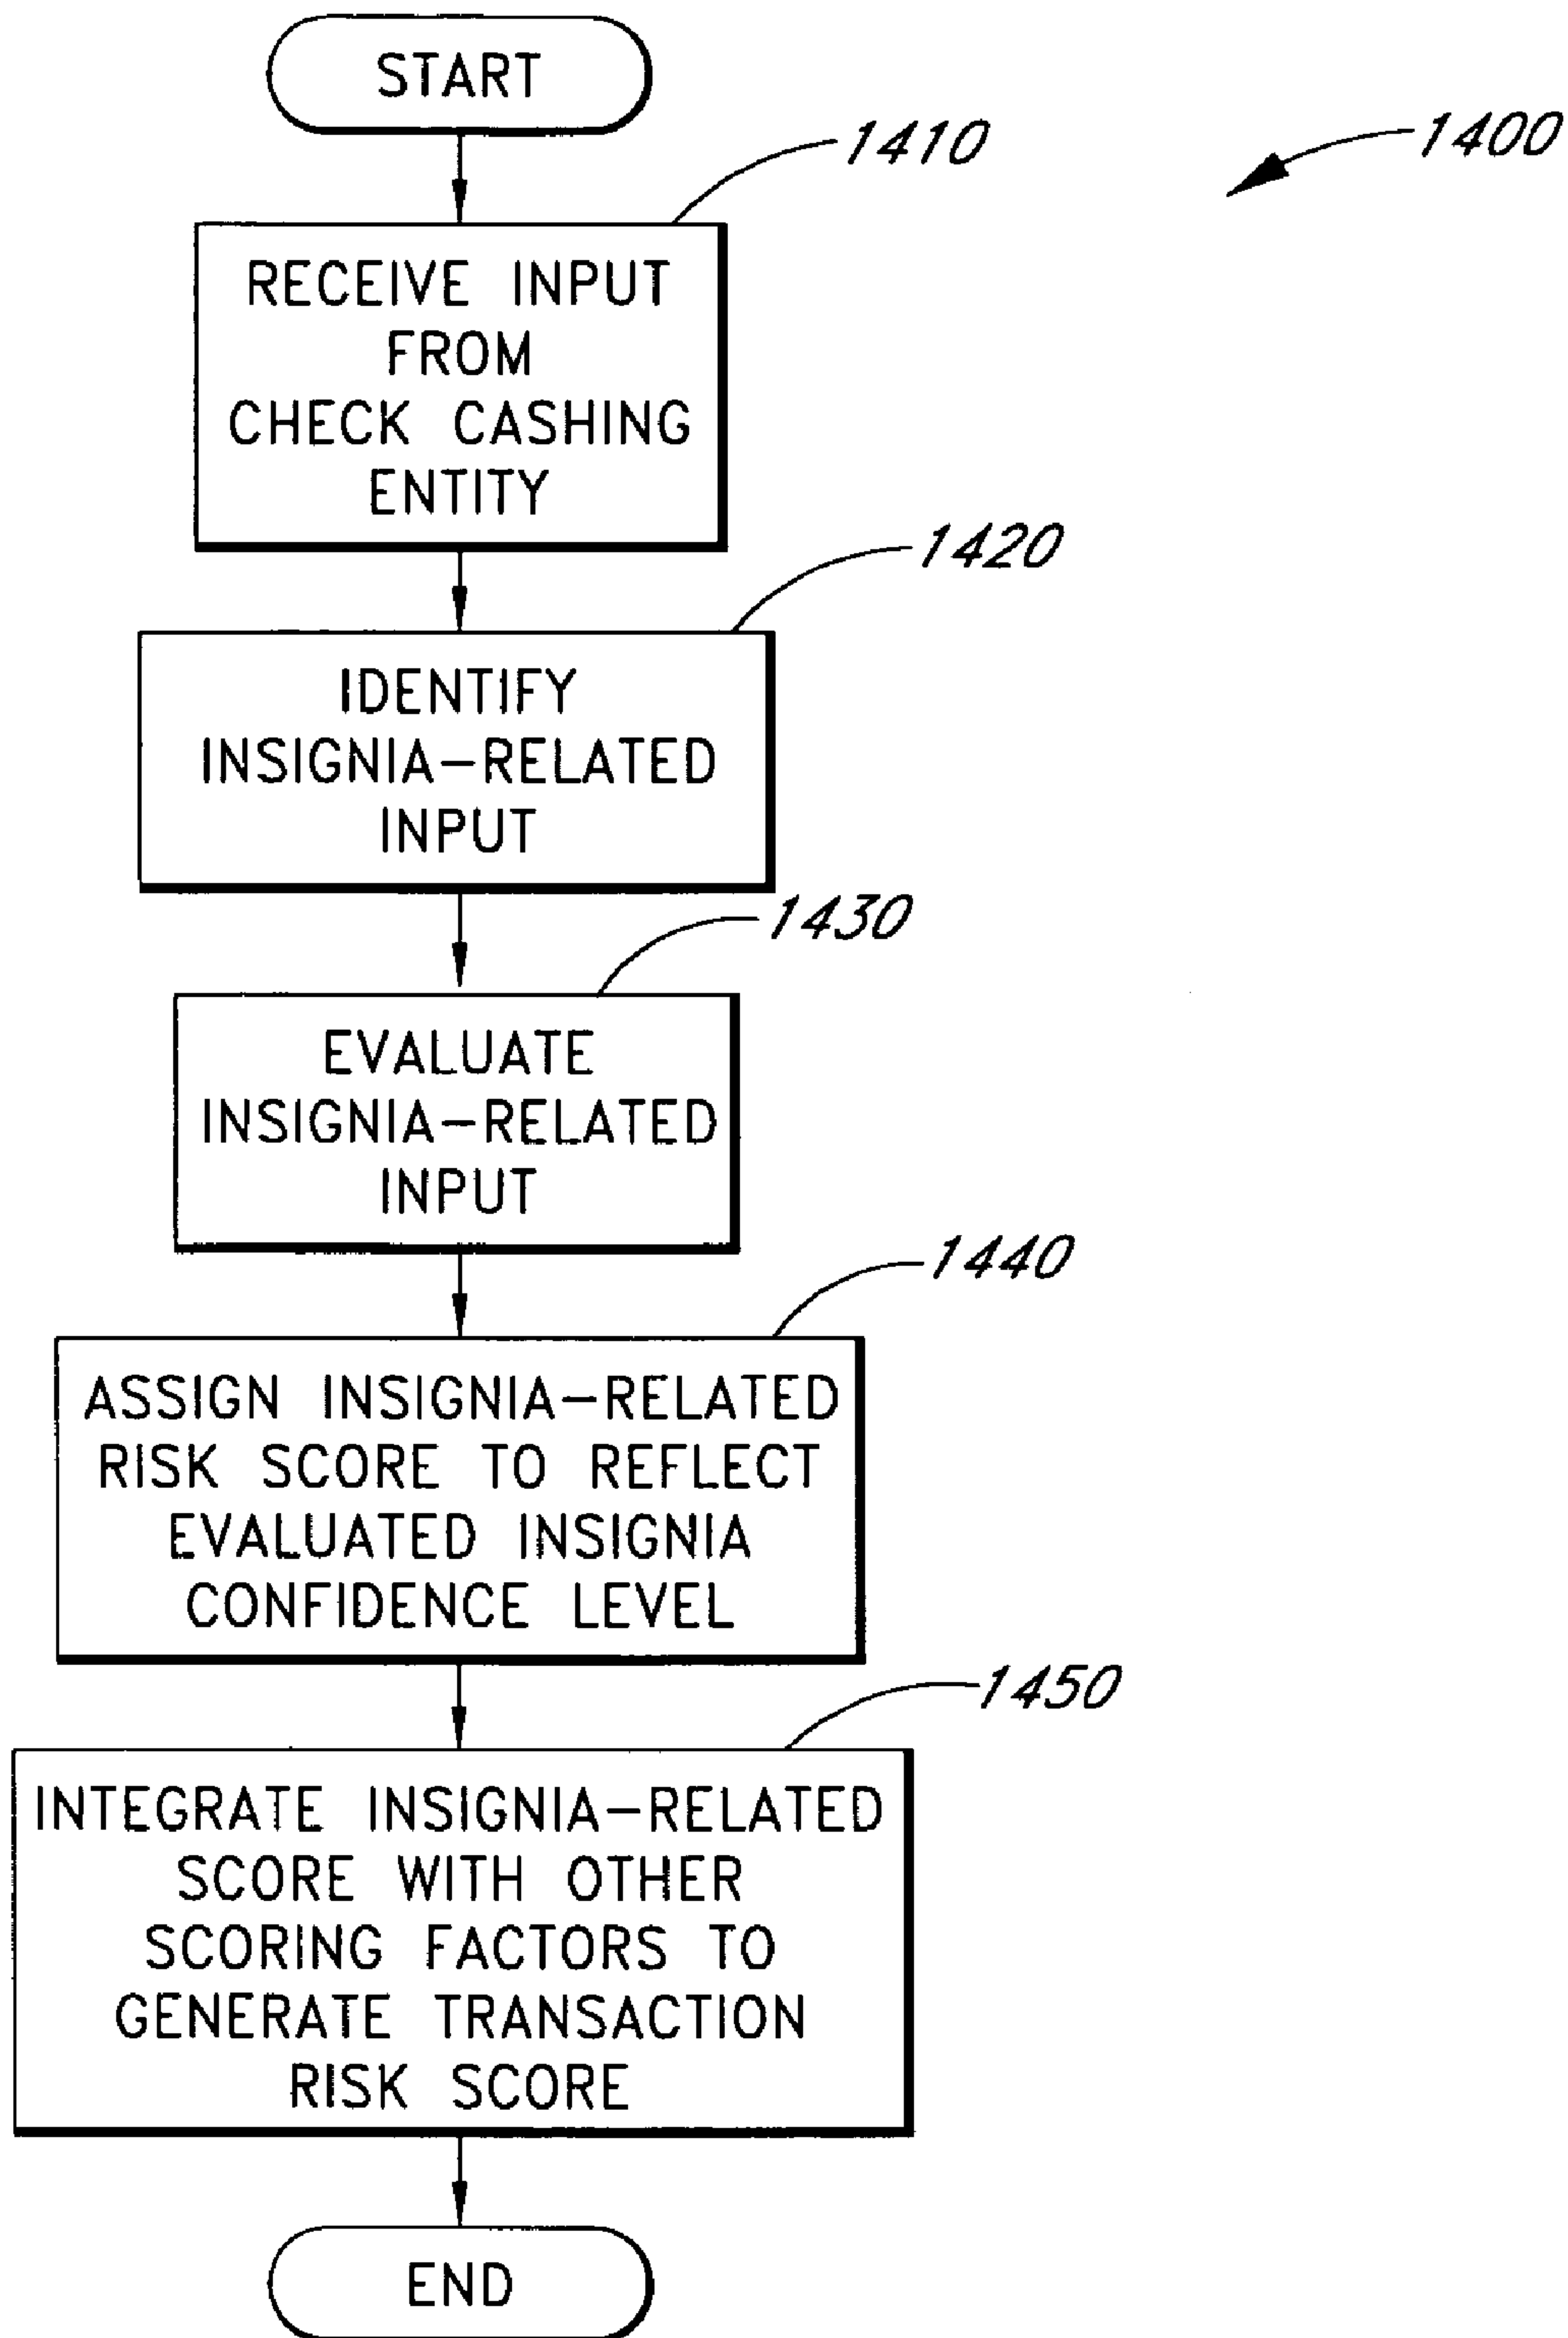 START
1410
1400
RECEIVE INPUT
FROM
CHECK CASHING
ENTITY
1420
IDENTIFY
INSIGNIA-RELATED
INPUT
1430
EVALUATE
INSIGNIA-RELATED
INPUT
1440
ASSIGN INSIGNIA-RELATED
RISK SCORE TO REFLECT
EVALUATED INSIGNIA
CONFIDENCE LEVEL
1450
INTEGRATE INSIGNIA-RELATED
SCORE WITH OTHER
SCORING FACTORS TO
GENERATE TRANSACTION
RISK SCORE
END